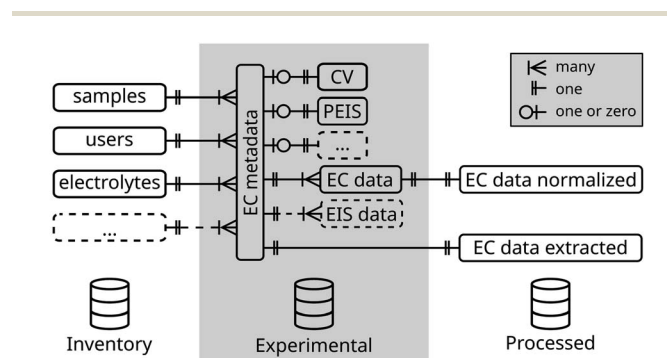 samples
users
electrolytes
...
EC metadata
CV
PEIS
...
EC data
EIS data
EC data normalized
EC data extracted
many
one
one or zero
Inventory
Experimental
Processed